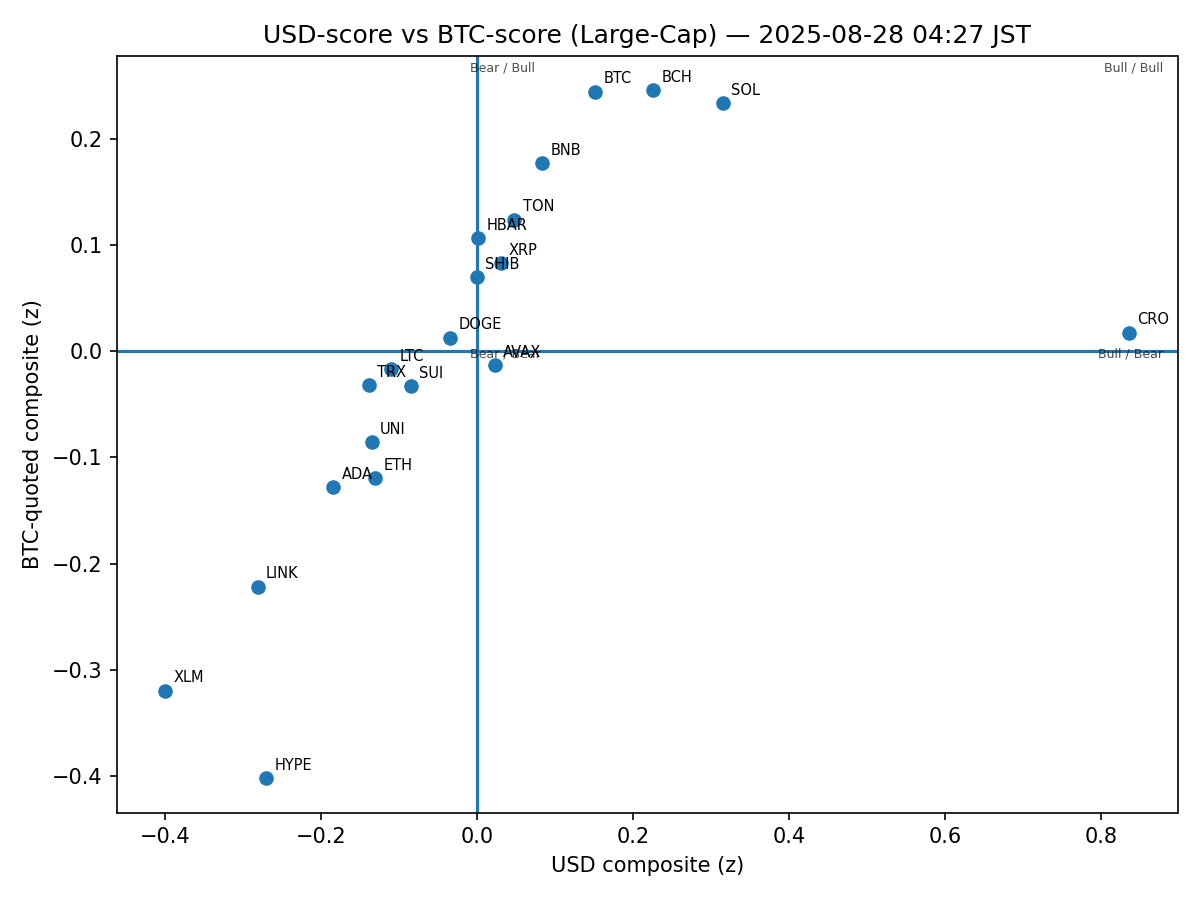 USD-score vs BTC-score (Large-Cap) — 2025-08-28 04:27 JST
Bear / Bull
Bull / Bull
BTC
BCH
SOL
BNB
TON
HBAR
XRP
SHIB
DOGE
CRO
AVAX
Bear / Bear
Bull / Bear
LTC
TRX
SUI
UNI
ETH
ADA
LINK
XLM
HYPE
0.2
0.1
0.0
−0.1
−0.2
−0.3
−0.4
BTC-quoted composite (z)
−0.4
−0.2
0.0
0.2
0.4
0.6
0.8
USD composite (z)